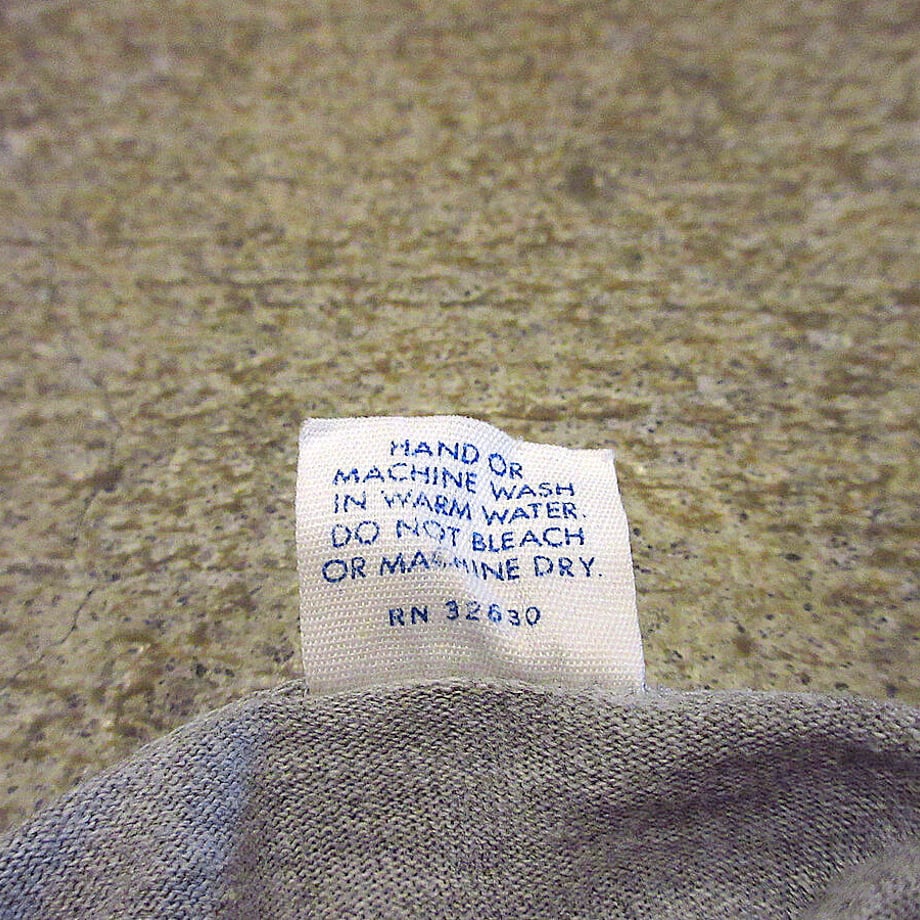 HAND OR
MACHINE WASH
IN WARM WATER.
DO NOT BLEACH
OR MACHINE DRY.
RN 32630